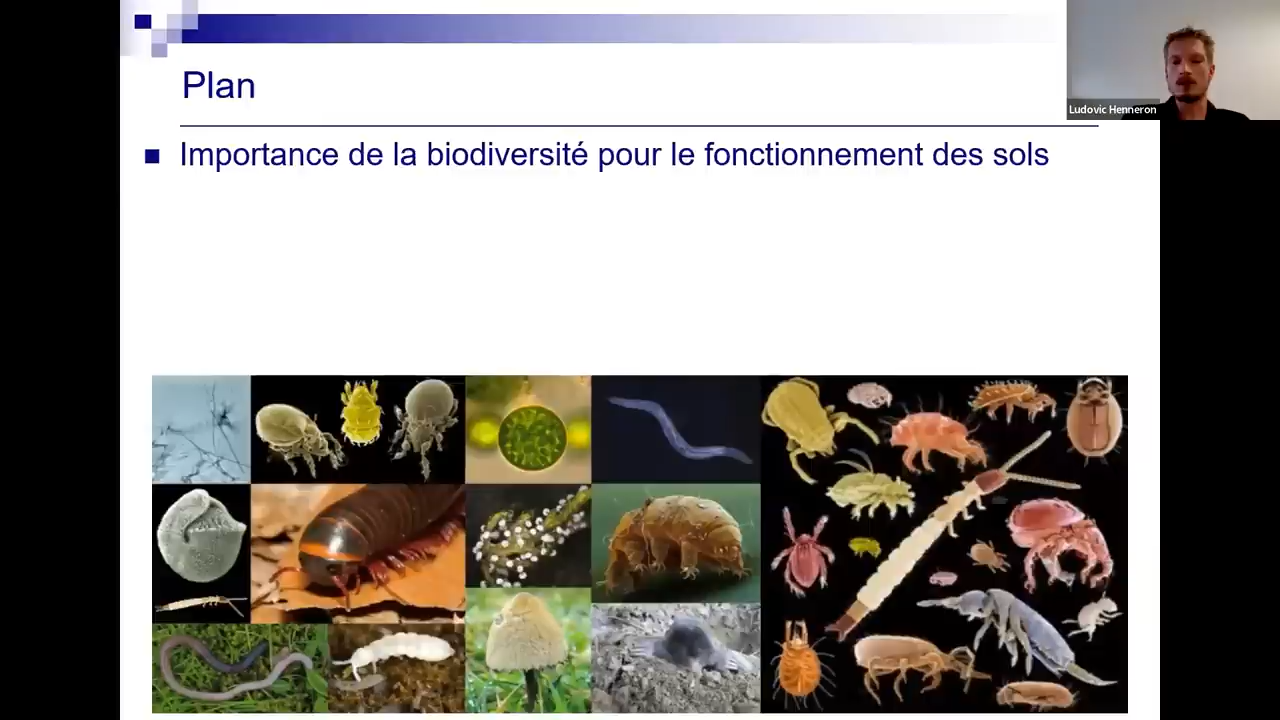 Plan
Importance de la biodiversité pour le fonctionnement des sols
Ludovic Henneron